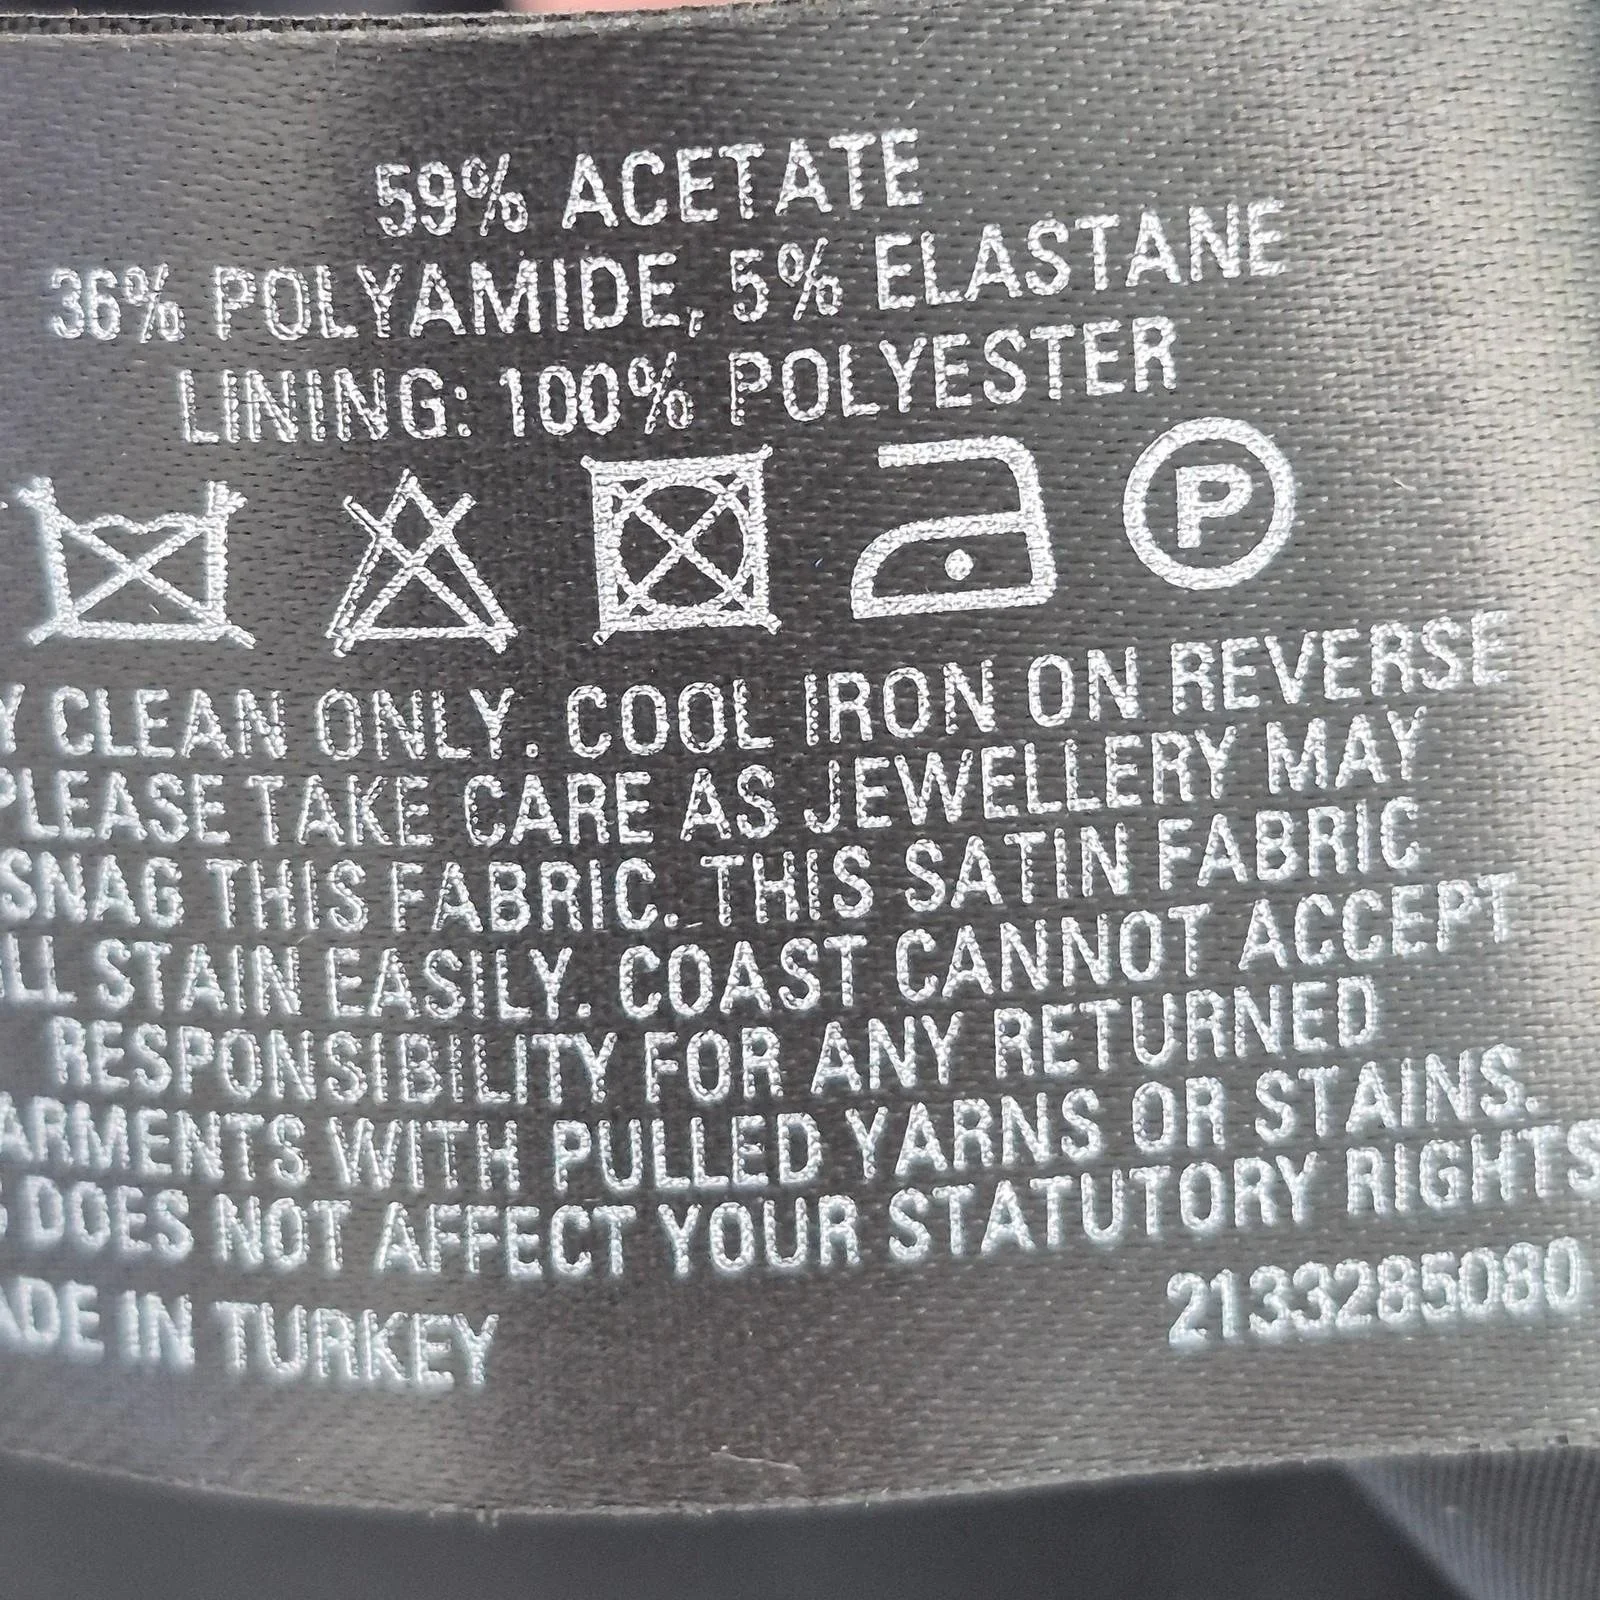 59% ACETATE
36% POLYAMIDE, 5% ELASTANE
LINING: 100% POLYESTER
P
Y CLEAN ONLY. COOL IRON ON REVERSE
PLEASE TAKE CARE AS JEWELLERY MAY
SNAG THIS FABRIC. THIS SATIN FABRIC
LL STAIN EASILY. COAST CANNOT ACCEPT
RESPONSIBILITY FOR ANY RETURNED
ARMENTS WITH PULLED YARNS OR STAINS.
S DOES NOT AFFECT YOUR STATUTORY RIGHTS
ADE IN TURKEY
2133285080